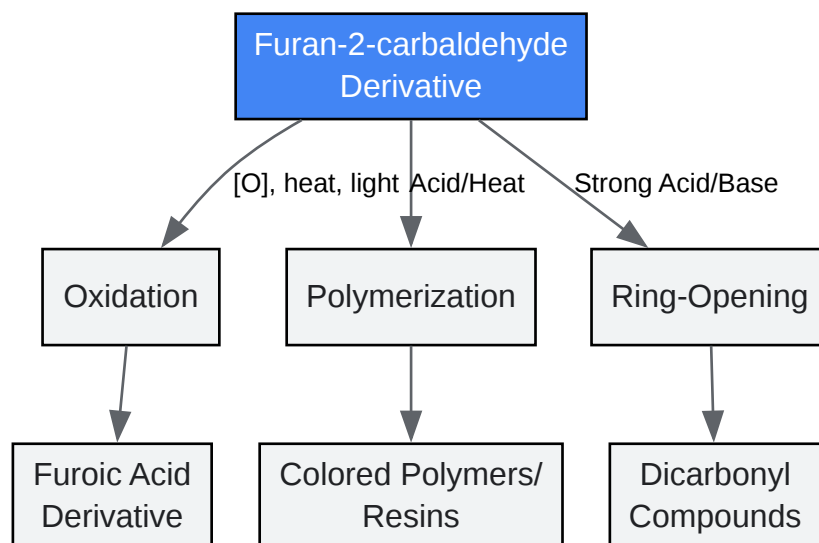 Furan-2-carbaldehyde
Derivative
[O], heat, light
Acid/Heat
Strong Acid/Base
Oxidation
Polymerization
Ring-Opening
Furoic Acid
Derivative
Colored Polymers/
Resins
Dicarbonyl
Compounds